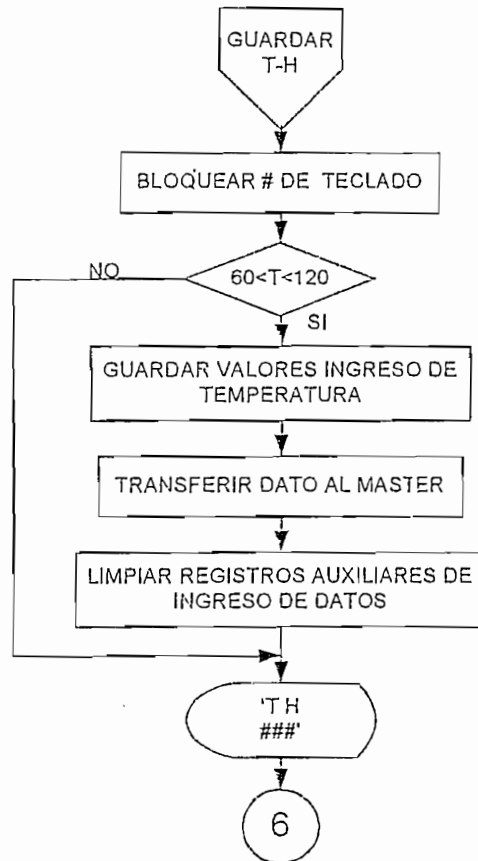 GUARDAR
T-H
BLOQUEAR # DE TECLADO
NO
60<T<120
SI
GUARDAR VALORES INGRESO DE
TEMPERATURA
TRANSFERIR DATO AL MASTER
LIMPIAR REGISTROS AUXILIARES DE
INGRESO DE DATOS
'T H
###'
6